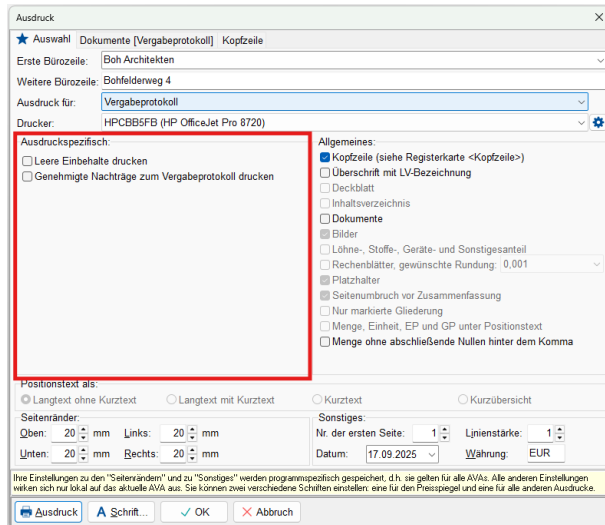 Ausdruck
Auswahl Dokumente [Vergabeprotokoll] Kopfzeile
Erste Bürozeile: Boh Architekten
Weitere Bürozeile: Bohfelderweg 4
Ausdruck für: Vergabeprotokoll
Drucker: HPCBB5FB (HP OfficeJet Pro 8720)
Ausdruckspezifisch:
Leere Einbehalte drucken
Genehmigte Nachträge zum Vergabeprotokoll drucken
Allgemeines:
Kopfzeile (siehe Registerkarte <Kopfzeile>)
Überschrift mit LV-Bezeichnung
Deckblatt
Inhaltsverzeichnis
Dokumente
Bilder
Löhne-, Stoffe-, Geräte- und Sonstigesanteil
Rechenblätter, gewünschte Rundung: 0,001
Platzhalter
Seitenumbruch vor Zusammenfassung
Nur markierte Gliederung
Menge, Einheit, EP und GP unter Positionstext
Menge ohne abschließende Nullen hinter dem Komma
Positionstext als:
Langtext ohne Kurztext Langtext mit Kurztext Kurztext Kurzübersicht
Seitenränder:
Oben: 20 mm Links: 20 mm
Unten: 20 mm Rechts: 20 mm
Sonstiges:
Nr. der ersten Seite: 1 Linienstärke: 1
Datum: 17.09.2025 Währung: EUR
Ihre Einstellungen zu den "Seitenrändern" und zu "Sonstiges" werden programmspezifisch gespeichert, d.h. sie gelten für alle AVAs. Alle anderen Einstellungen
wirken sich nur lokal auf das aktuelle AVA aus. Sie können zwei verschiedene Schriften einstellen: eine für den Preisspiegel und eine für alle anderen Ausdrucke.
Ausdruck Schrift... OK Abbruch